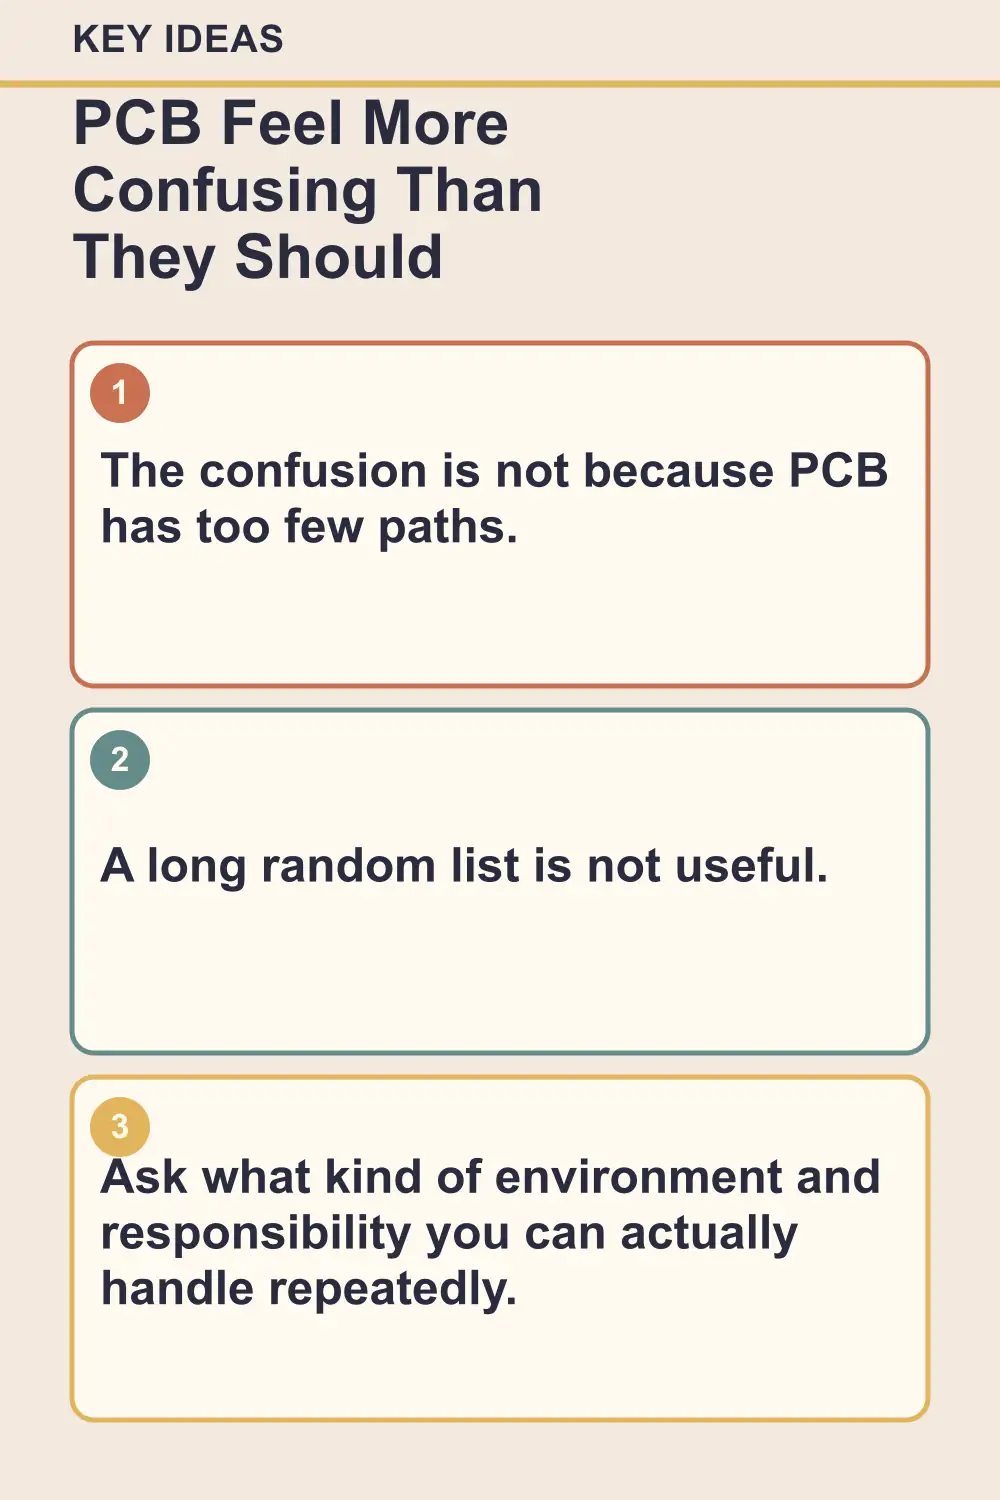 KEY IDEAS
PCB Feel More
Confusing Than
They Should
1
The confusion is not because PCB
has too few paths.
2
A long random list is not useful.
3
Ask what kind of environment and
responsibility you can actually
handle repeatedly.